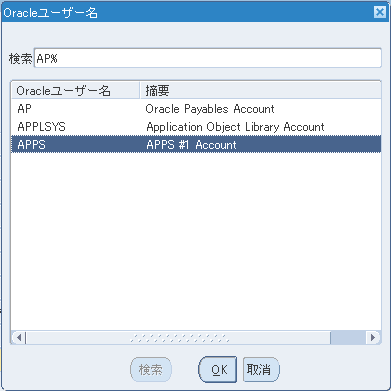 Oracleユーザー名
検索 AP%
Oracleユーザー名 摘要
AP Oracle Payables Account
APPLSYS Application Object Library Account
APPS APPS #1 Account
検索 OK 取消